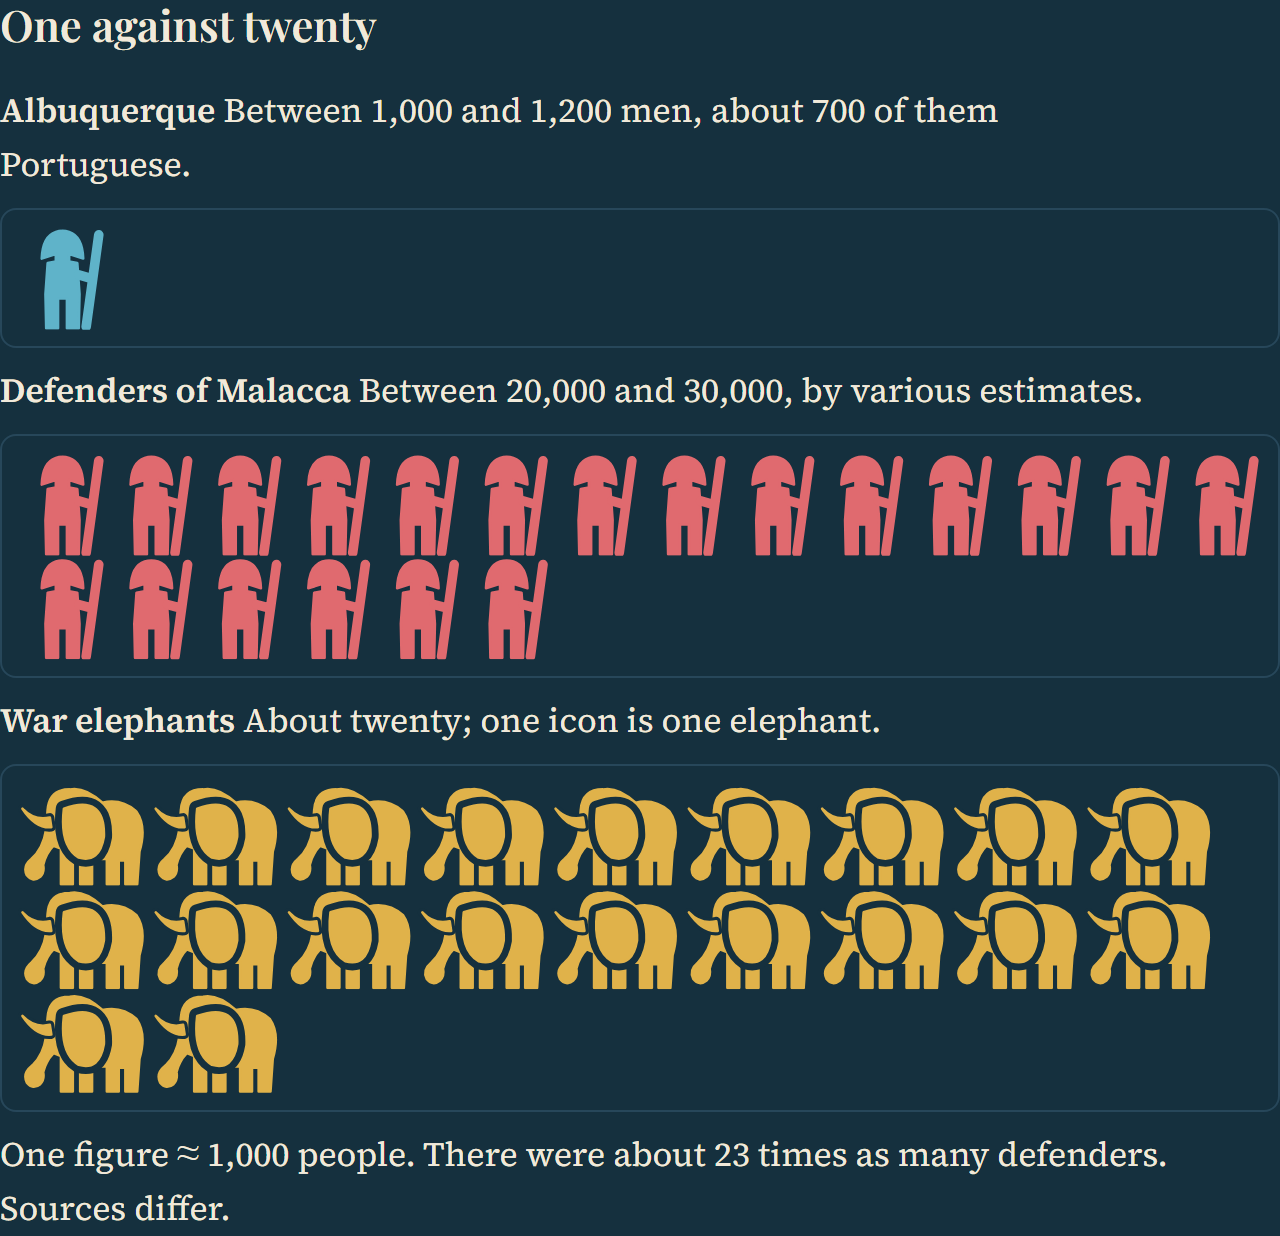 One against twenty
Albuquerque Between 1,000 and 1,200 men, about 700 of them
Portuguese.
Defenders of Malacca Between 20,000 and 30,000, by various estimates.
War elephants About twenty; one icon is one elephant.
One figure ≈ 1,000 people. There were about 23 times as many defenders.
Sources differ.